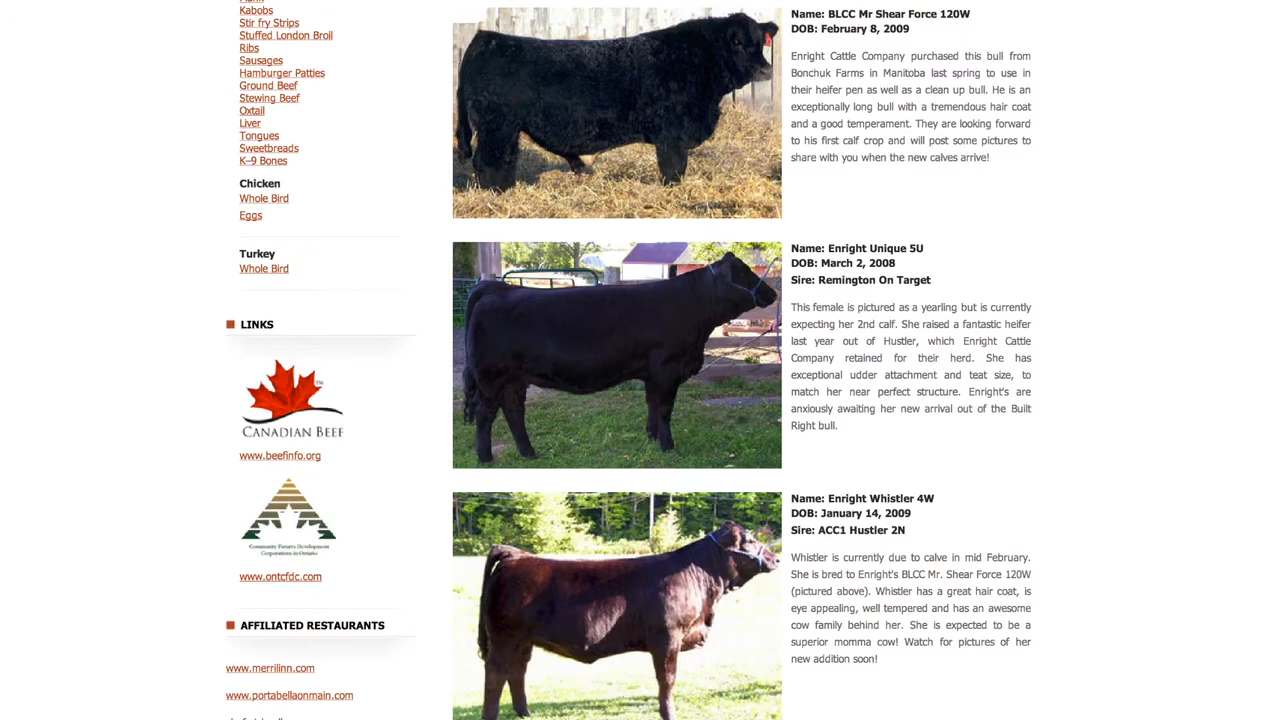 Kabobs
Stir fry Strips
Stuffed London Broil
Ribs
Sausages
Hamburger Patties
Ground Beef
Stewing Beef
Oxtail
Liver
Tongues
Sweetbreads
K-9 Bones
Chicken
Whole Bird
Eggs
Turkey
Whole Bird
LINKS
CANADIAN BEEF
www.beefinfo.org
Community Futures Development
Corporations in Ontario
www.ontcfdc.com
AFFILIATED RESTAURANTS
www.merrilinn.com
www.portabellaonmain.com
Name: BLCC Mr Shear Force 120W
DOB: February 8, 2009
Enright Cattle Company purchased this bull from
Bonchuk Farms in Manitoba last spring to use in
their heifer pen as well as a clean up bull. He is an
exceptionally long bull with a tremendous hair coat
and a good temperament. They are looking forward
to his first calf crop and will post some pictures to
share with you when the new calves arrive!
Name: Enright Unique 5U
DOB: March 2, 2008
Sire: Remington On Target
This female is pictured as a yearling but is currently
expecting her 2nd calf. She raised a fantastic heifer
last year out of Hustler, which Enright Cattle
Company retained for their herd. She has
exceptional udder attachment and teat size, to
match her near perfect structure. Enright's are
anxiously awaiting her new arrival out of the Built
Right bull.
Name: Enright Whistler 4W
DOB: January 14, 2009
Sire: ACC1 Hustler 2N
Whistler is currently due to calve in mid February.
She is bred to Enright's BLCC Mr. Shear Force 120W
(pictured above). Whistler has a great hair coat, is
eye appealing, well tempered and has an awesome
cow family behind her. She is expected to be a
superior momma cow! Watch for pictures of her
new addition soon!